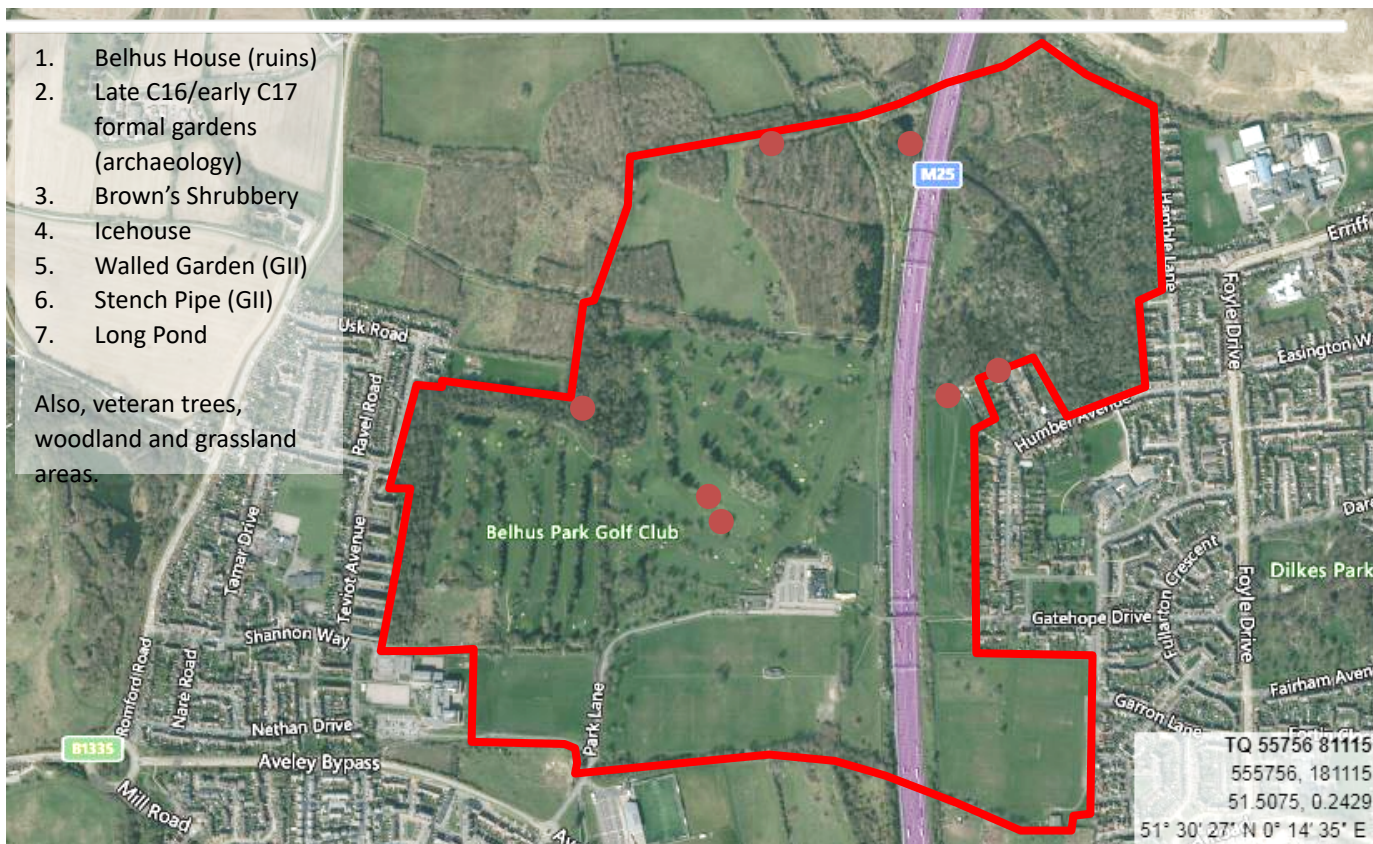 1. Belhus House (ruins)
2. Late C16/early C17
formal gardens
(archaeology)
3. Brown's Shrubbery
4. Icehouse
5. Walled Garden (GII)
6. Stench Pipe (GII)
7. Long Pond
Also, veteran trees,
woodland and grassland
areas.
M25
Hamble Lane
Erriff
Foyle Drive
Easington W
Usk Road
Ravel Road
Humber Avenue
Tamar Drive
Teviot Avenue
Belhus Park Golf Club
Dare
Fullarton Crescent
Dilkes Park
Shannon Way
Gatehope Drive
Foyle Drive
Romford Road
Nare Road
Nethan Drive
Park Lane
Fairham Aven
Garron Lane
B1335
Aveley Bypass
Mill Road
Av
TQ 55756 81115
555756, 181115
51.5075, 0.2429
51° 30' 27" N 0° 14' 35" E